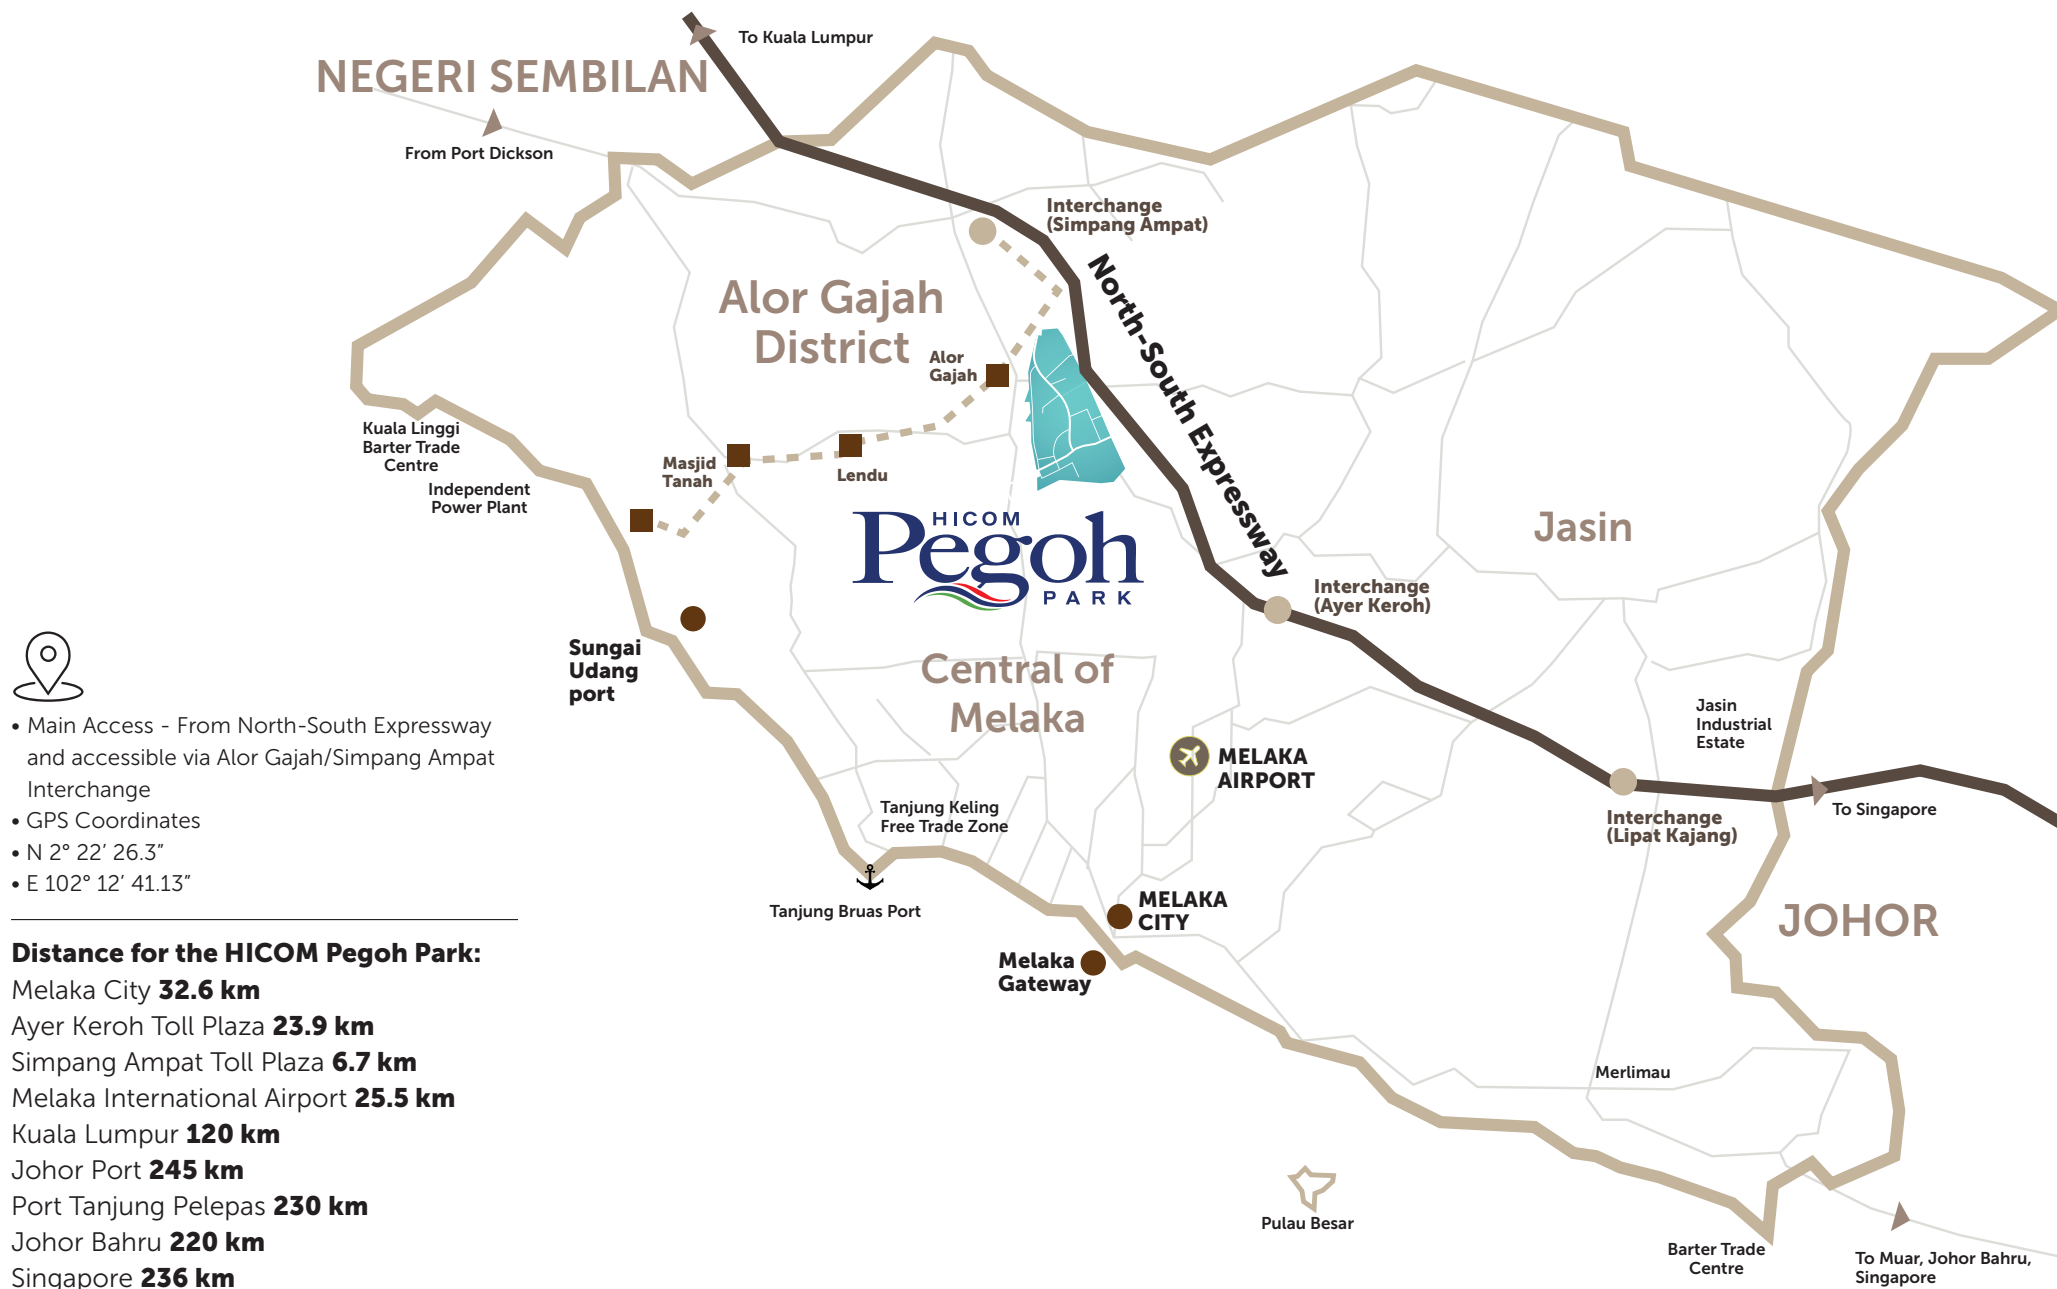 To Kuala Lumpur
NEGERI SEMBILAN
From Port Dickson
Interchange
(Simpang Ampat)
North-South Expressway
Alor Gajah
District
Alor
Gajah
Kuala Linggi
Barter Trade
Centre
Independent
Power Plant
Masjid
Tanah
Lendu
HICOM
Pegoh
PARK
Jasin
Interchange
(Ayer Keroh)
Sungai
Udang
port
Central of
Melaka
Jasin
Industrial
Estate
MELAKA
AIRPORT
Tanjung Keling
Free Trade Zone
To Singapore
Interchange
(Lipat Kajang)
Tanjung Bruas Port
MELAKA
CITY
JOHOR
Melaka
Gateway
Merlimau
Pulau Besar
Barter Trade
Centre
To Muar, Johor Bahru,
Singapore
• Main Access - From North-South Expressway
and accessible via Alor Gajah/Simpang Ampat
Interchange
• GPS Coordinates
• N 2° 22’ 26.3”
• E 102° 12’ 41.13”
Distance for the HICOM Pegoh Park:
Melaka City 32.6 km
Ayer Keroh Toll Plaza 23.9 km
Simpang Ampat Toll Plaza 6.7 km
Melaka International Airport 25.5 km
Kuala Lumpur 120 km
Johor Port 245 km
Port Tanjung Pelepas 230 km
Johor Bahru 220 km
Singapore 236 km